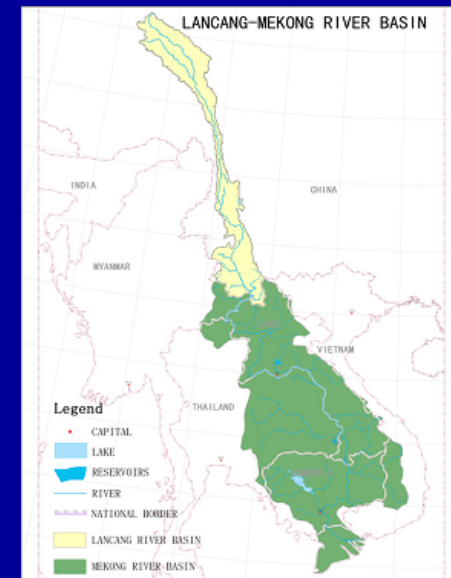 LANCANG-MEKONG RIVER BASIN
INDIA
CHINA
MYANMAR
VIETNAM
THAILAND
Legend
CAPITAL
LAKE
RESERVOIRS
RIVER
NATIONAL BORDER
LANCANG RIVER BASIN
MEKONG RIVER BASIN